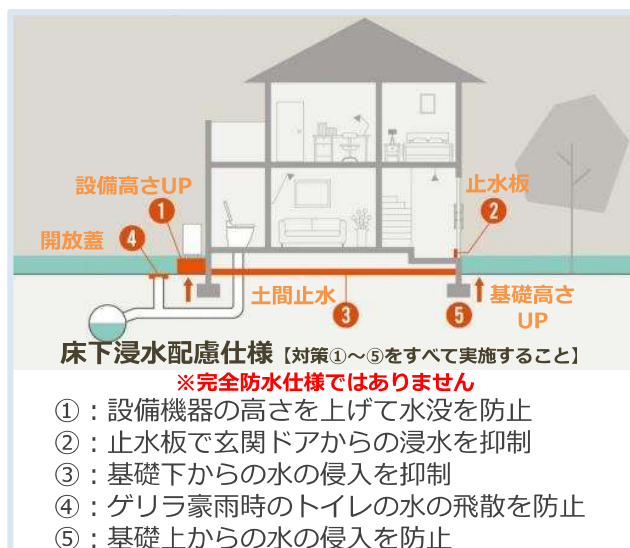 設備高さUP
①
開放蓋
④
止水板
②
土間止水
③
⑤
基礎高さ
UP
床下浸水配慮仕様【対策①～⑤をすべて実施すること】
※完全防水仕様ではありません
①：設備機器の高さを上げて水没を防止
②：止水板で玄関ドアからの浸水を抑制
③：基礎下からの水の侵入を抑制
④：ゲリラ豪雨時のトイレの水の飛散を防止
⑤：基礎上からの水の侵入を防止